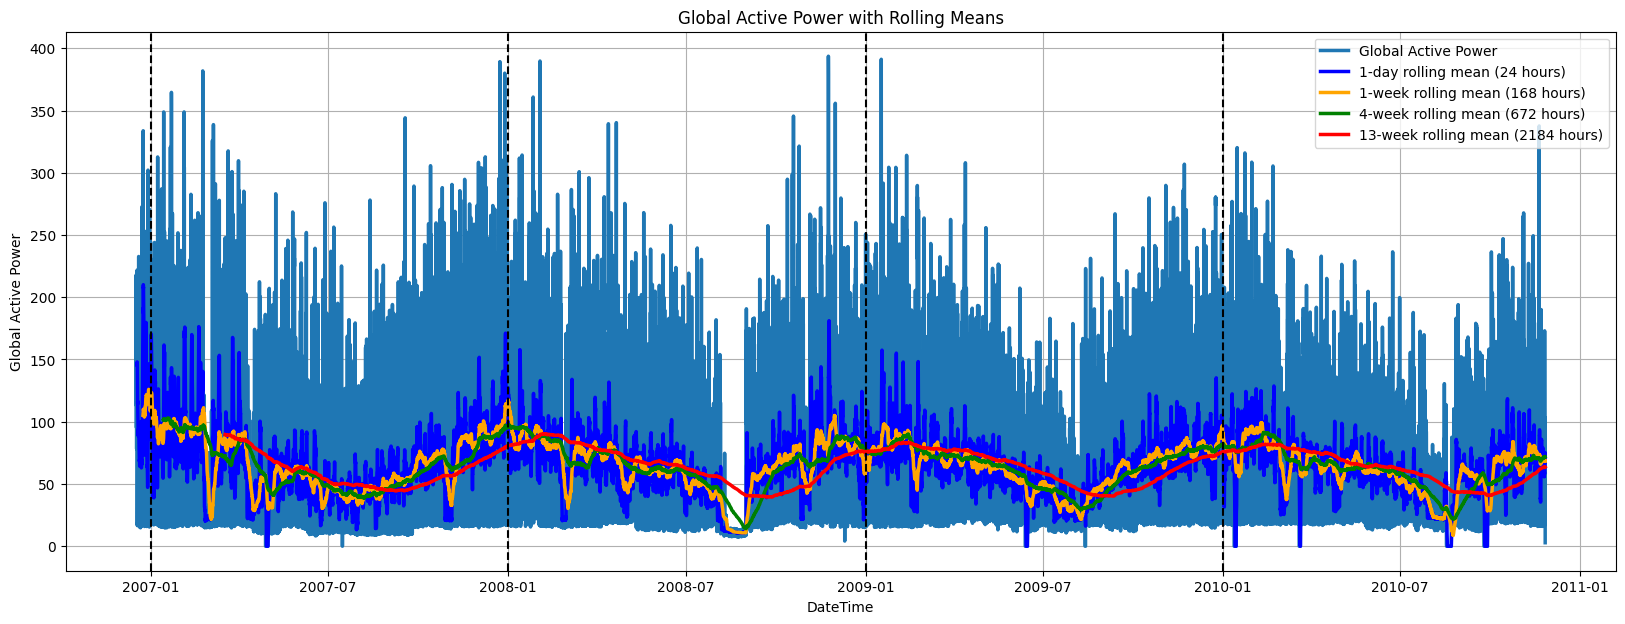 Global Active Power with Rolling Means
Global Active Power
400
350
300
250
200
150
100
50
0
Global Active Power
1-day rolling mean (24 hours)
1-week rolling mean (168 hours)
4-week rolling mean (672 hours)
13-week rolling mean (2184 hours)
2007-01
2007-07
2008-01
2008-07
2009-01
2009-07
2010-01
2010-07
2011-01
DateTime